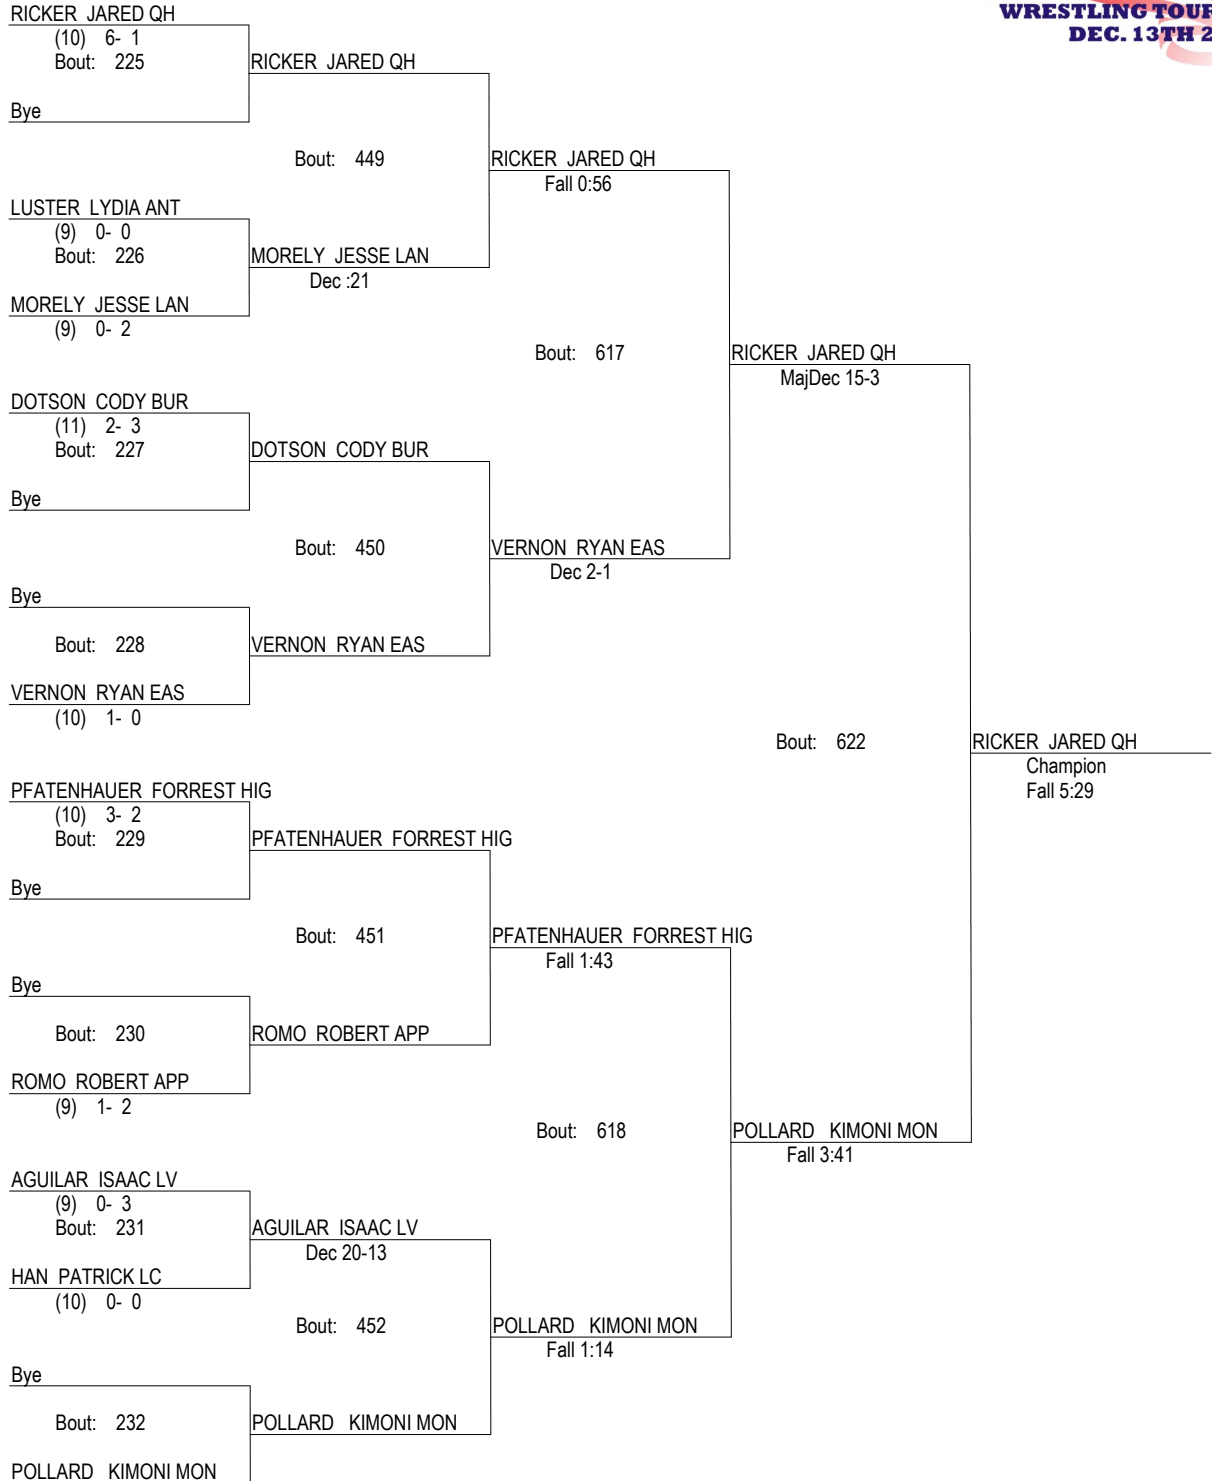 RICKER JARED QH
WRESTLING
DEC. 13TH
(10) 6- 1
Bout: 225
RICKER JARED QH
Bye
Bout: 449
RICKER JARED QH
Fall 0:56
LUSTER LYDIA ANT
(9) 0- 0
Bout: 226
MORELY JESSE LAN
Dec :21
MORELY JESSE LAN
(9) 0- 2
Bout: 617
RICKER JARED QH
MajDec 15-3
DOTSON CODY BUR
(11) 2- 3
Bout: 227
DOTSON CODY BUR
Bye
Bout: 450
VERNON RYAN EAS
Dec 2-1
Bye
Bout: 228
VERNON RYAN EAS
VERNON RYAN EAS
(10) 1- 0
Bout: 622
RICKER JARED QH
Champion
Fall 5:29
PFATENHAUER FORREST HIG
(10) 3- 2
Bout: 229
PFATENHAUER FORREST HIG
Bye
Bout: 451
PFATENHAUER FORREST HIG
Fall 1:43
Bye
Bout: 230
ROMO ROBERT APP
ROMO ROBERT APP
(9) 1- 2
Bout: 618
POLLARD KIMONI MON
Fall 3:41
AGUILAR ISAAC LV
(9) 0- 3
Bout: 231
AGUILAR ISAAC LV
Dec 20-13
HAN PATRICK LC
(10) 0- 0
Bout: 452
POLLARD KIMONI MON
Fall 1:14
Bye
Bout: 232
POLLARD KIMONI MON
POLLARD KIMONI MON